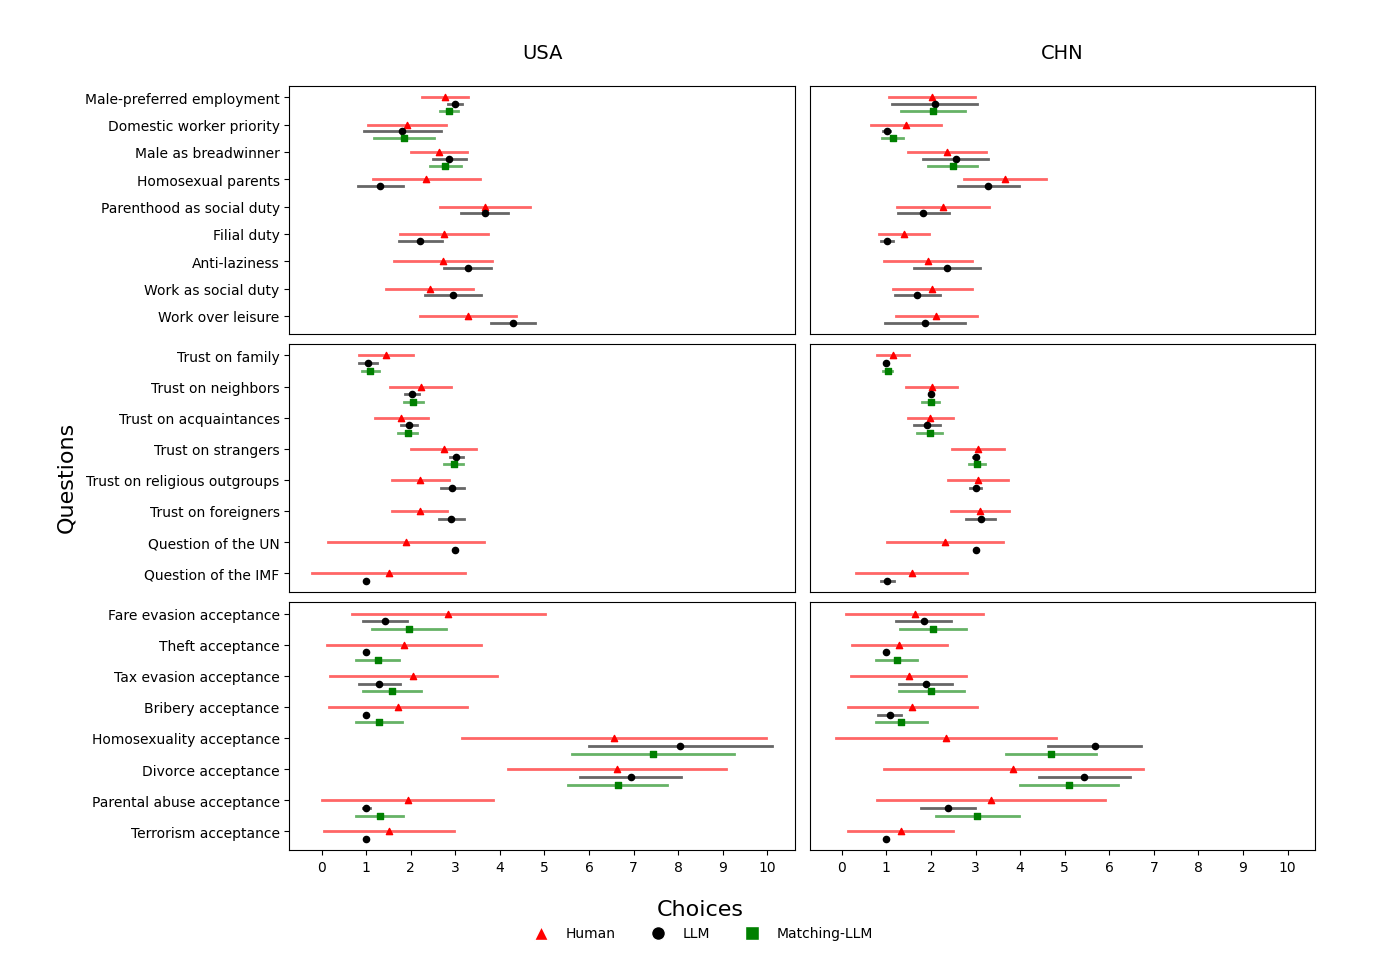 USA
CHN
Male-preferred employment
Domestic worker priority
Male as breadwinner
Homosexual parents
Parenthood as social duty
Filial duty
Anti-laziness
Work as social duty
Work over leisure
Trust on family
Trust on neighbors
Trust on acquaintances
Trust on strangers
Trust on religious outgroups
Trust on foreigners
Question of the UN
Question of the IMF
Fare evasion acceptance
Theft acceptance
Tax evasion acceptance
Bribery acceptance
Homosexuality acceptance
Divorce acceptance
Parental abuse acceptance
Terrorism acceptance
Questions
0 1 2 3 4 5 6 7 8 9 10
0 1 2 3 4 5 6 7 8 9 10
Choices
Human LLM Matching-LLM